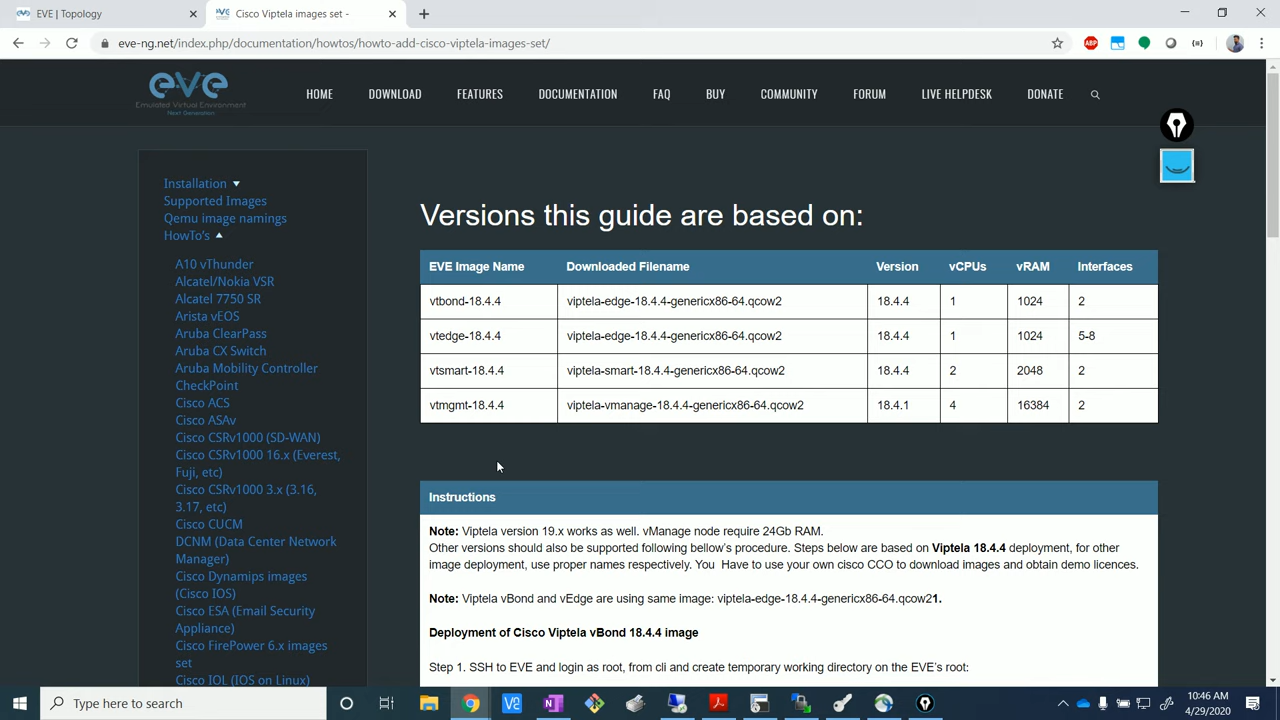 EVE | Topology
Cisco Viptela images set -
eve-ng.net/index.php/documentation/howtos/howto-add-cisco-viptela-images-set/
ABP
eve
Emulated Virtual Environment
Next Generation
HOME
DOWNLOAD
FEATURES
DOCUMENTATION
FAQ
BUY
COMMUNITY
FORUM
LIVE HELPDESK
DONATE
Installation
Supported Images
Qemu image namings
HowTo's
A10 vThunder
Alcatel/Nokia VSR
Alcatel 7750 SR
Arista vEOS
Aruba ClearPass
Aruba CX Switch
Aruba Mobility Controller
CheckPoint
Cisco ACS
Cisco ASAv
Cisco CSRv1000 (SD-WAN)
Cisco CSRv1000 16.x (Everest,
Fuji, etc)
Cisco CSRv1000 3.x (3.16,
3.17, etc)
Cisco CUCM
DCNM (Data Center Network
Manager)
Cisco Dynamips images
(Cisco IOS)
Cisco ESA (Email Security
Appliance)
Cisco FirePower 6.x images
set
Cisco IOL (IOS on Linux)
Versions this guide are based on:
EVE Image Name Downloaded Filename Version vCPUs vRAM Interfaces
vtbond-18.4.4 viptela-edge-18.4.4-genericx86-64.qcow2 18.4.4 1 1024 2
vtedge-18.4.4 viptela-edge-18.4.4-genericx86-64.qcow2 18.4.4 1 1024 5-8
vtsmart-18.4.4 viptela-smart-18.4.4-genericx86-64.qcow2 18.4.4 2 2048 2
vtmgmt-18.4.4 viptela-vmanage-18.4.4-genericx86-64.qcow2 18.4.1 4 16384 2
Instructions
Note: Viptela version 19.x works as well. vManage node require 24Gb RAM.
Other versions should also be supported following bellow's procedure. Steps below are based on Viptela 18.4.4 deployment, for other
image deployment, use proper names respectively. You Have to use your own cisco CCO to download images and obtain demo licences.
Note: Viptela vBond and vEdge are using same image: viptela-edge-18.4.4-genericx86-64.qcow21.
Deployment of Cisco Viptela vBond 18.4.4 image
Step 1. SSH to EVE and login as root, from cli and create temporary working directory on the EVE's root:
Type here to search
10:46 AM
4/29/2020